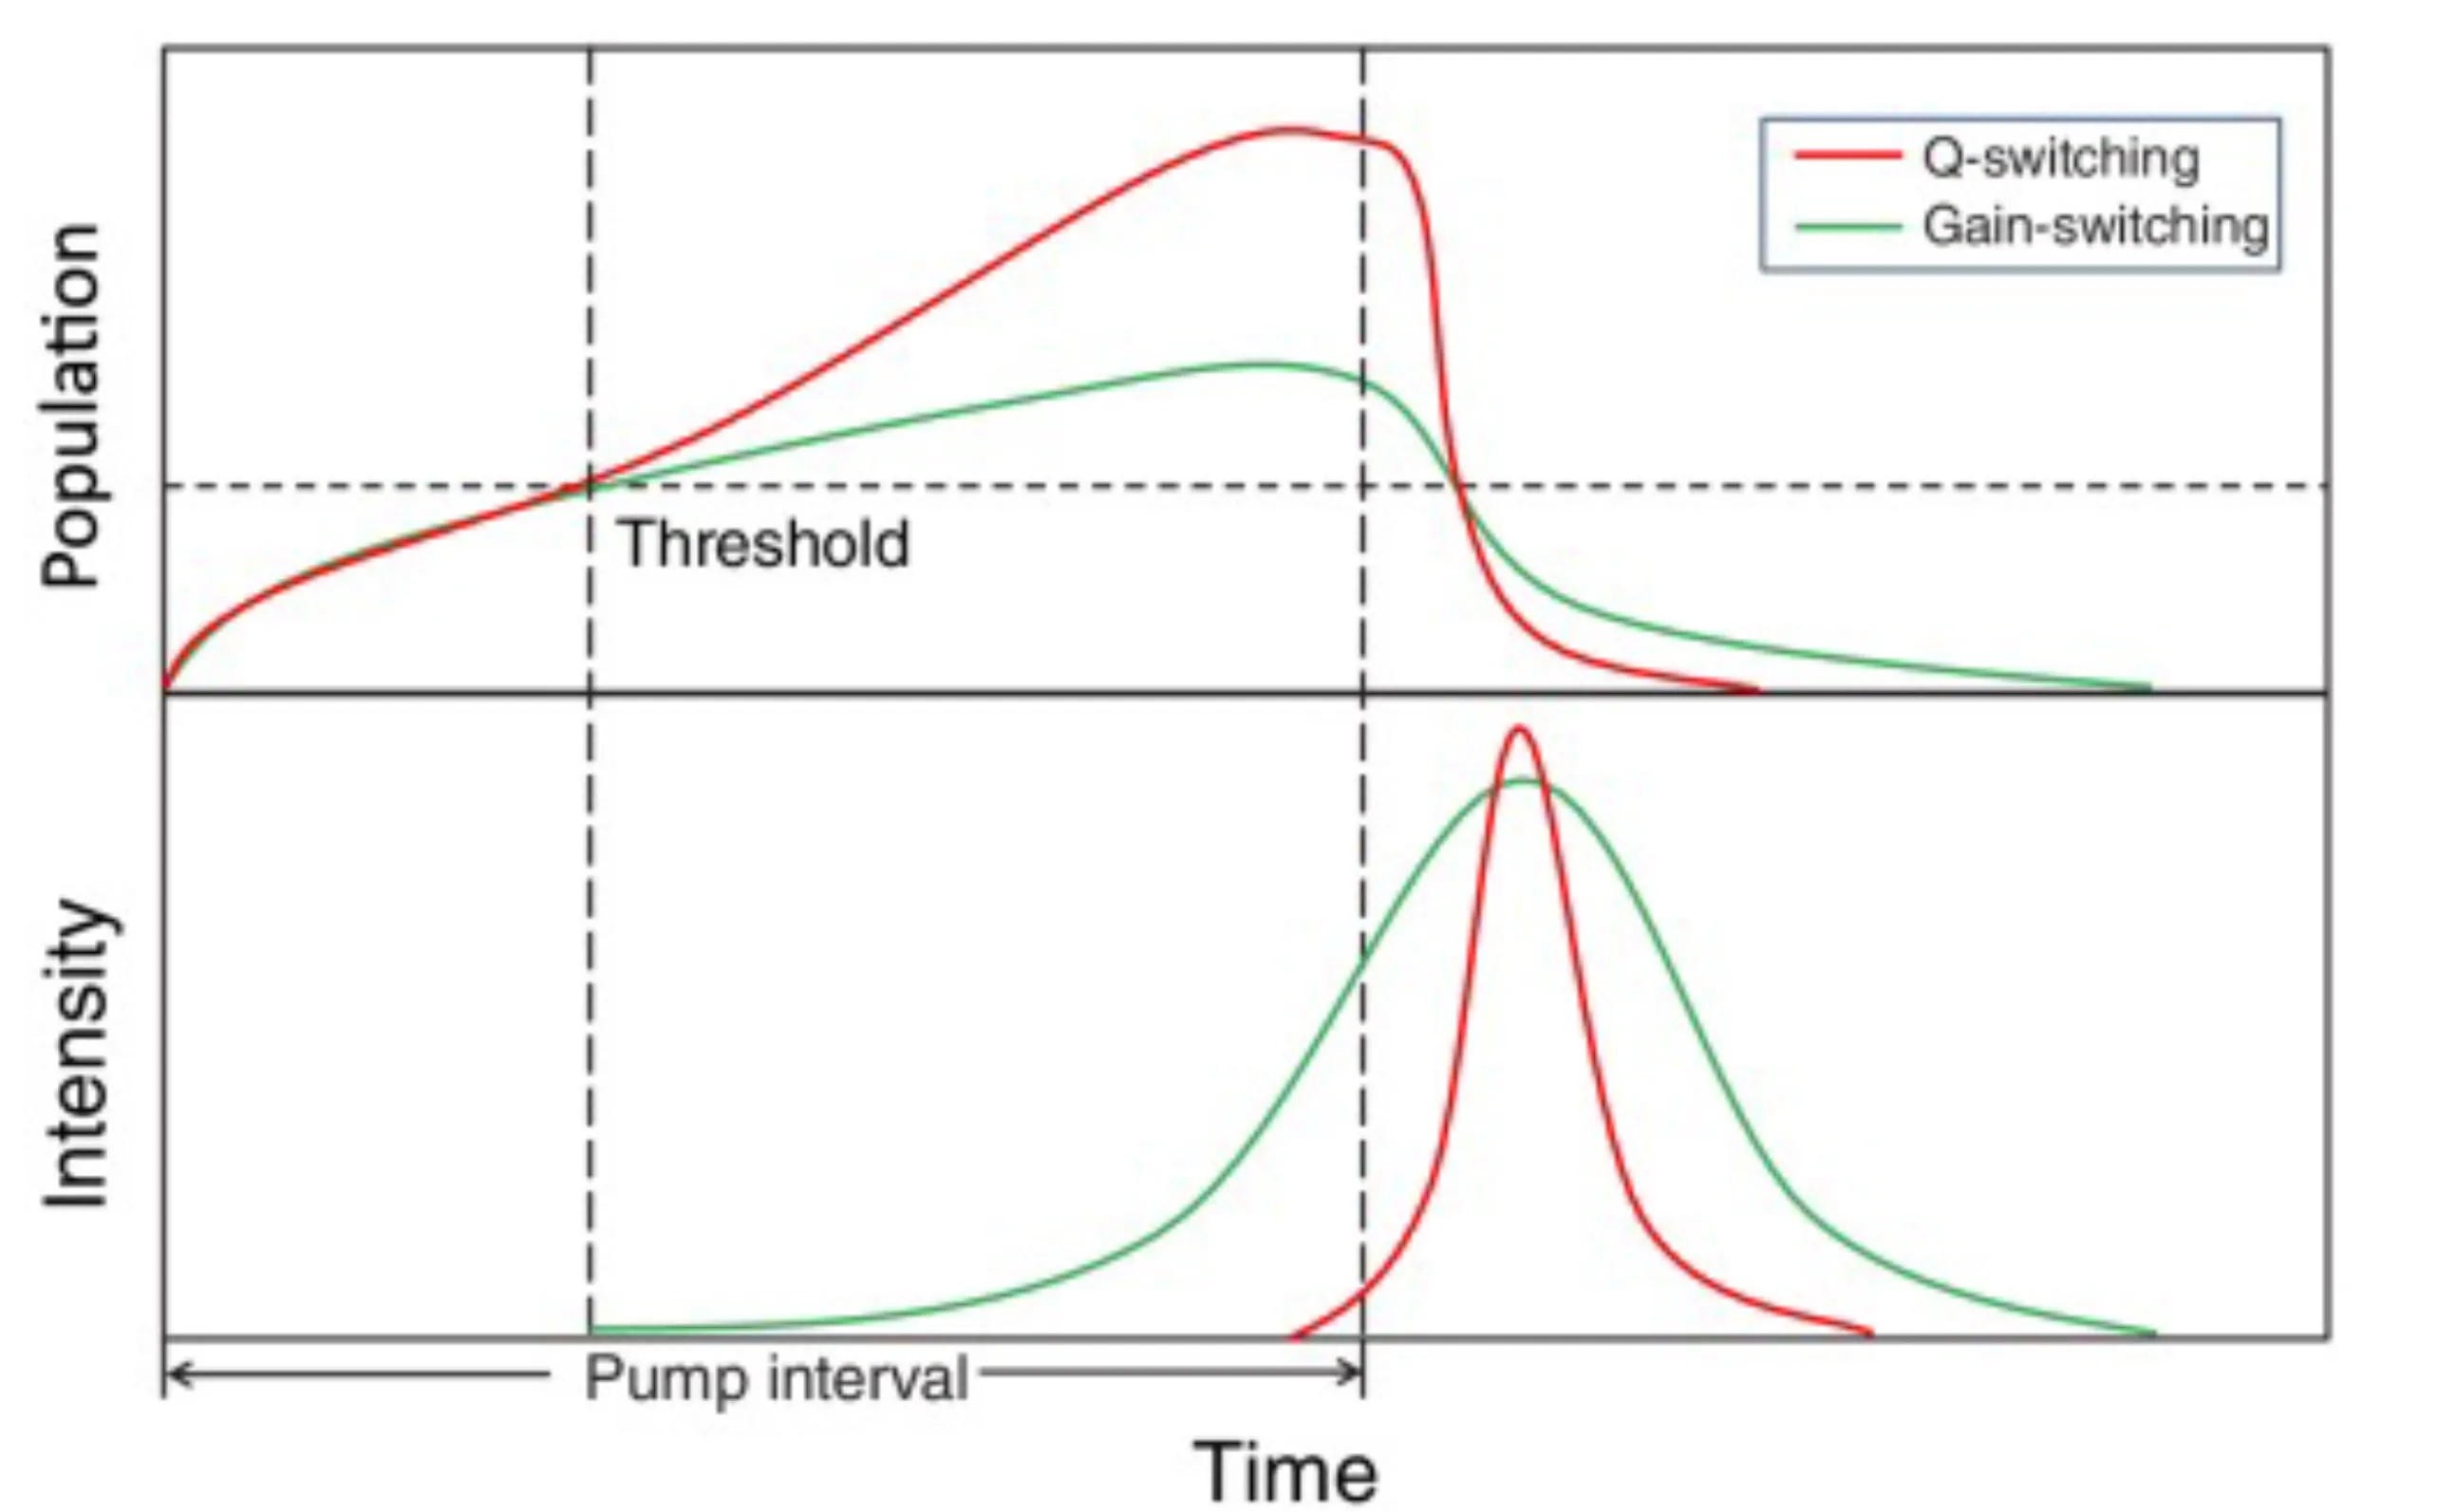 Population
Q-switching
Gain-switching
Threshold
Intensity
Pump interval
Time